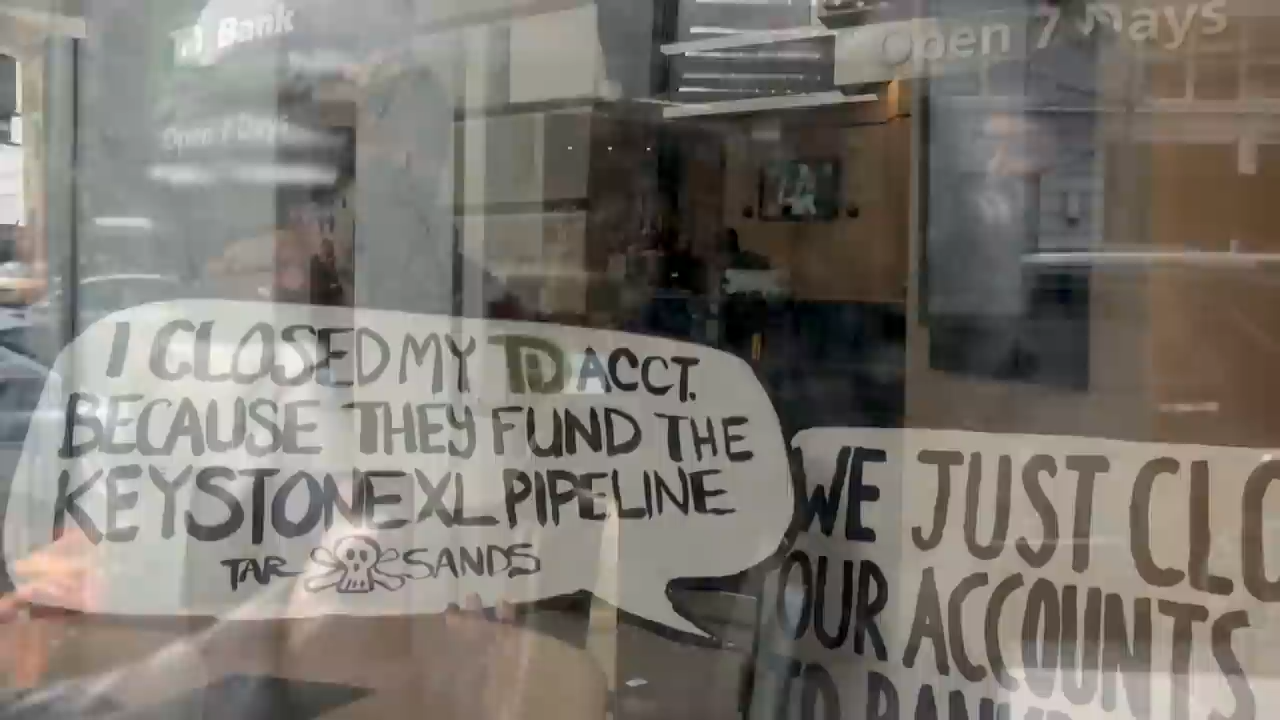 TD Bank
Open 7 Days
Open 7 Days
I CLOSED MY TD ACCT.
BECAUSE THEY FUND THE
KEYSTONE XL PIPELINE
TAR SANDS
WE JUST CLO
OUR ACCOUNTS